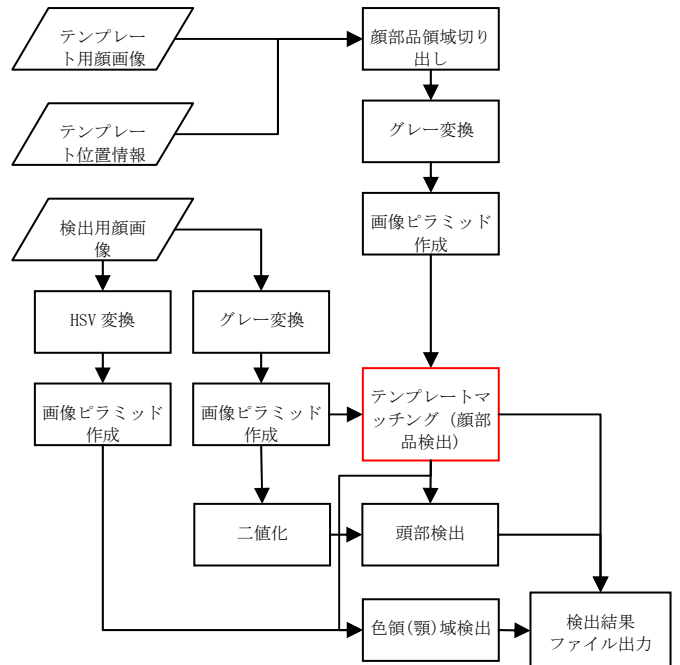 テンプレー
ト用顔画像
顔部品領域切り
出し
テンプレー
ト位置情報
グレー変換
検出用顔画
像
画像ピラミッド
作成
HSV 変換
グレー変換
画像ピラミッド
作成
画像ピラミッド
作成
テンプレートマ
ッチング（顔部
品検出）
二値化
頭部検出
色領(顎)域検出
検出結果
ファイル出力